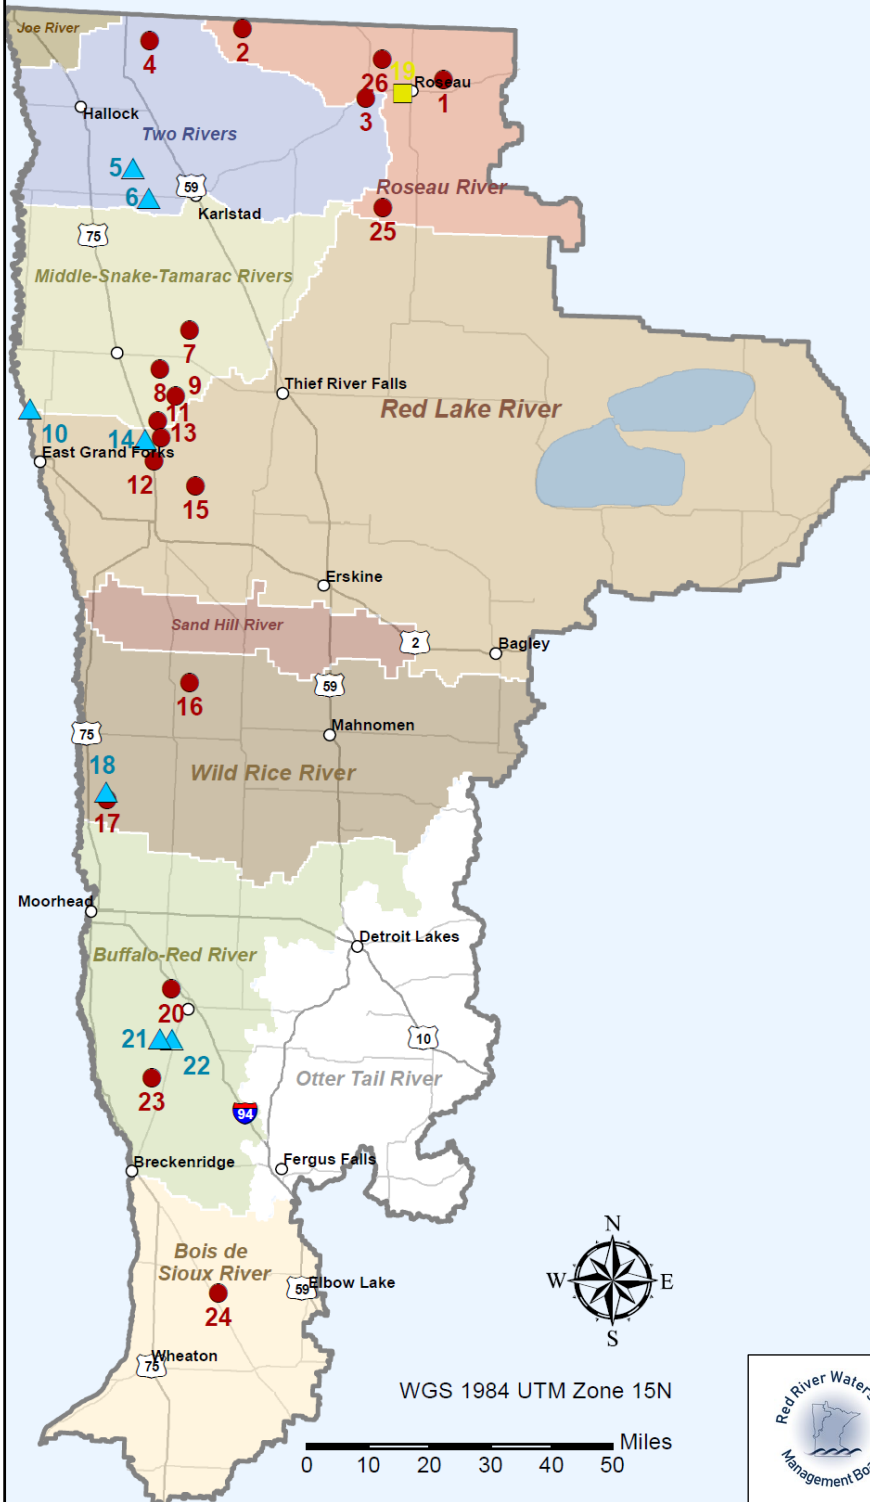 Joe River
2
4
26
19
Roseau
1
3
Hallock
Two Rivers
5
59
6
Roseau River
Karlstad
25
75
Middle-Snake-Tamarac Rivers
7
8
9
Thief River Falls
11
Red Lake River
10
14
13
East Grand Forks
12
15
Erskine
Sand Hill River
2
Bagley
59
16
75
Mahnomen
18
Wild Rice River
17
Moorhead
Detroit Lakes
Buffalo-Red River
20
21
22
10
23
Otter Tail River
94
Breckenridge
Fergus Falls
N
Bois de
Sioux River
W
E
59
Elbow Lake
24
S
75
Wheaton
WGS 1984 UTM Zone 15N
Miles
0 10 20 30 40 50
Red River
Management